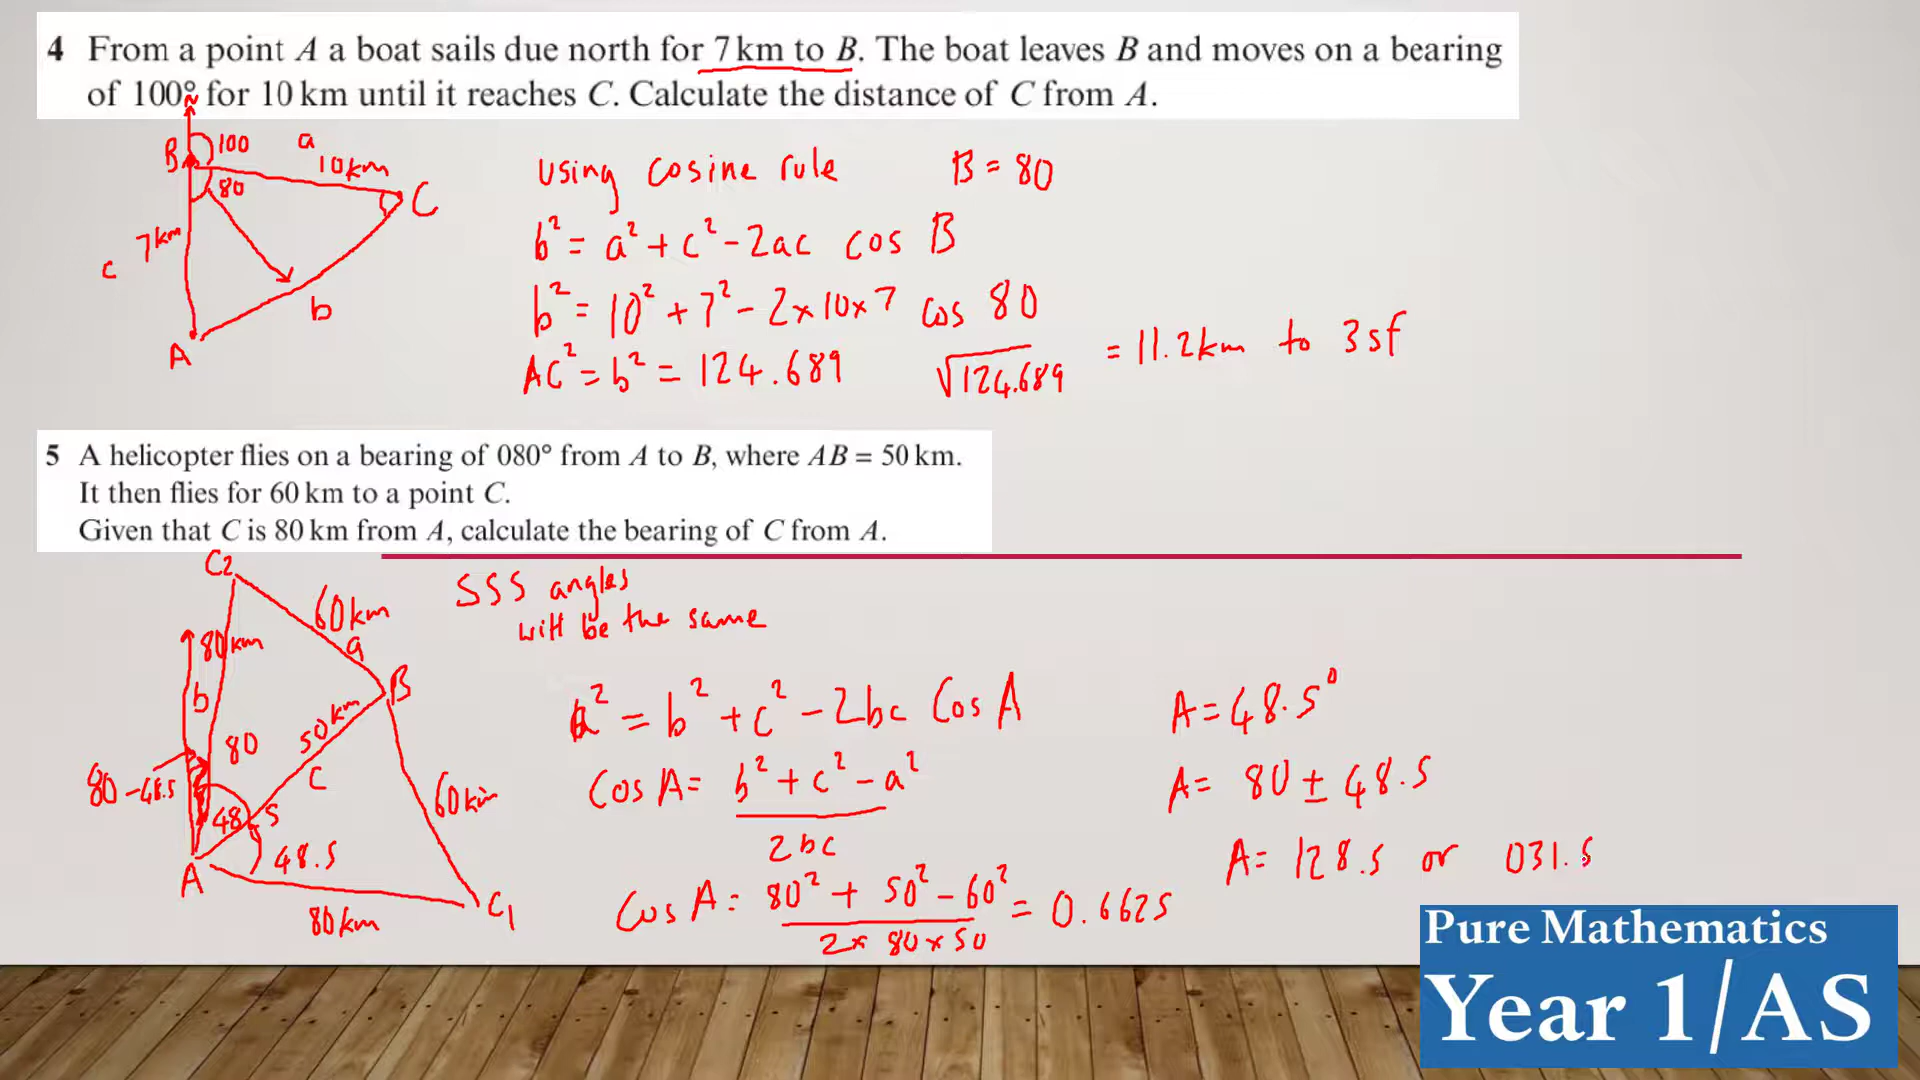 4 From a point A a boat sails due north for 7 km to B. The boat leaves B and moves on a bearing
of 100° for 10 km until it reaches C. Calculate the distance of C from A.
N
B 100 a 10km
80 C
7km
c
b
A
using cosine rule B = 80
b² = a² + c² - 2ac cos B
b² = 10² + 7² - 2×10×7 cos 80
AC² = b² = 124.689 √124.689 = 11.2km to 3sf
5 A helicopter flies on a bearing of 080° from A to B, where AB = 50 km.
It then flies for 60 km to a point C.
Given that C is 80 km from A, calculate the bearing of C from A.
C2
60km
80km a
b B
50km
80 c
80-48.5 60km
48.5
48.5
A
80km C1
SSS angles
will be the same
a² = b² + c² - 2bc Cos A
Cos A = b² + c² - a²
2bc
Cos A = 80² + 50² - 60² = 0.6625
2× 80×50
A = 48.5°
A = 80 ± 48.5
A = 128.5 or 031.5
Pure Mathematics
Year 1/AS